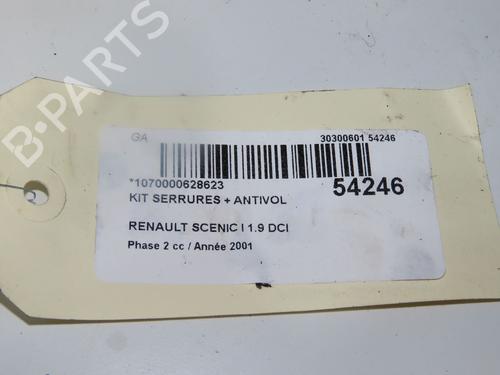 B-PARTS
GA
30300601 54246
*1070000628623
54246
KIT SERRURES + ANTIVOL
RENAULT SCENIC I 1.9 DCI
Phase 2 cc / Année 2001